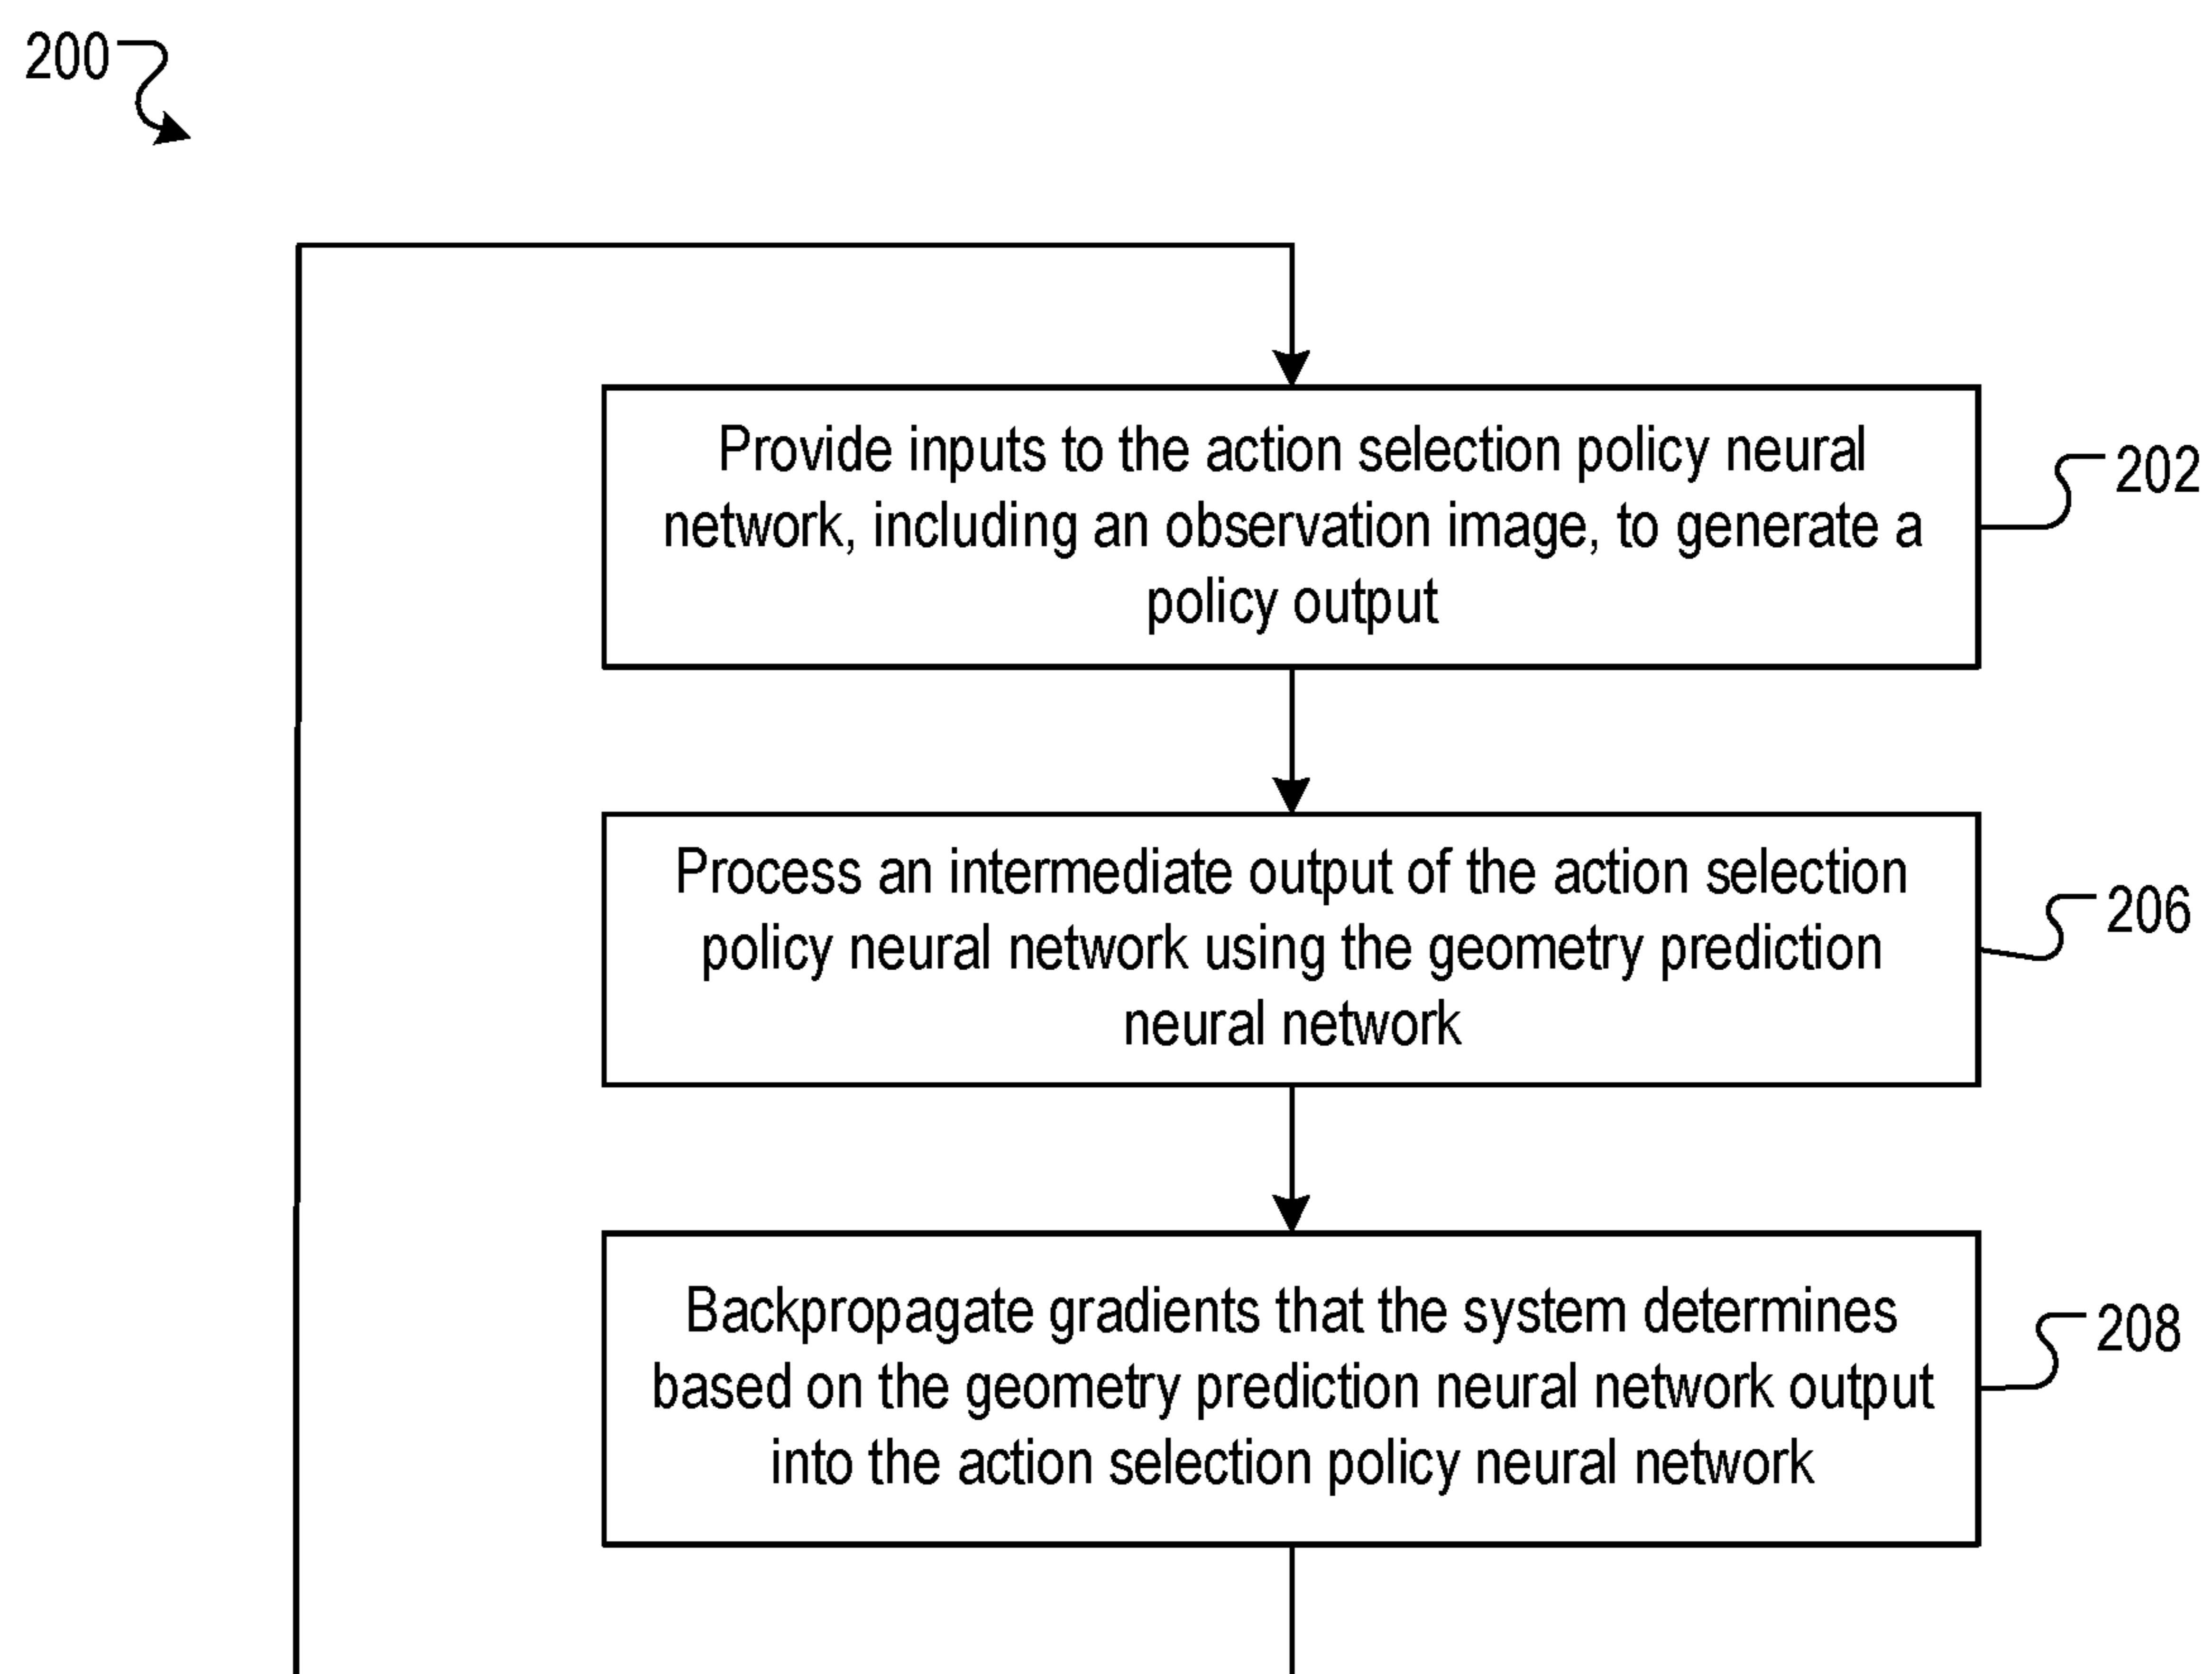 200
Provide inputs to the action selection policy neural
network, including an observation image, to generate a
policy output
202
Process an intermediate output of the action selection
policy neural network using the geometry prediction
neural network
206
Backpropagate gradients that the system determines
based on the geometry prediction neural network output
into the action selection policy neural network
208